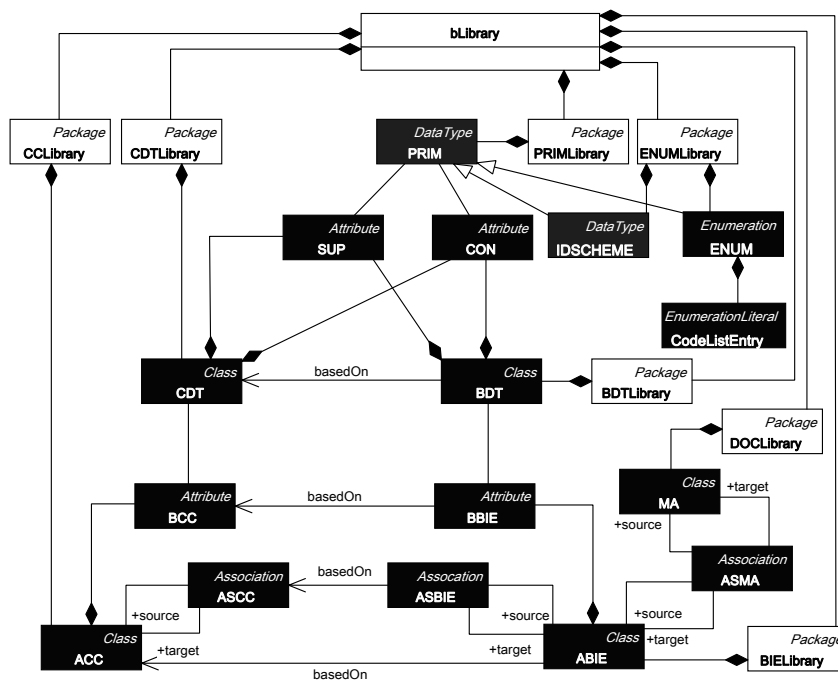 bLibrary
Package
CCLibrary
Package
CDTLibrary
DataType
PRIM
Package
PRIMLibrary
Package
ENUMLibrary
Attribute
SUP
Attribute
CON
DataType
IDSCHEME
Enumeration
ENUM
EnumerationLiteral
CodeListEntry
Class
CDT
basedOn
Class
BDT
Package
BDTLibrary
Package
DOCLibrary
Attribute
BCC
basedOn
Attribute
BBIE
Class
MA
+target
+source
Association
ASCC
basedOn
Assocation
ASBIE
Association
ASMA
+source
+source
+source
Class
ACC
+target
+target
Class
ABIE
+target
Package
BIELibrary
basedOn